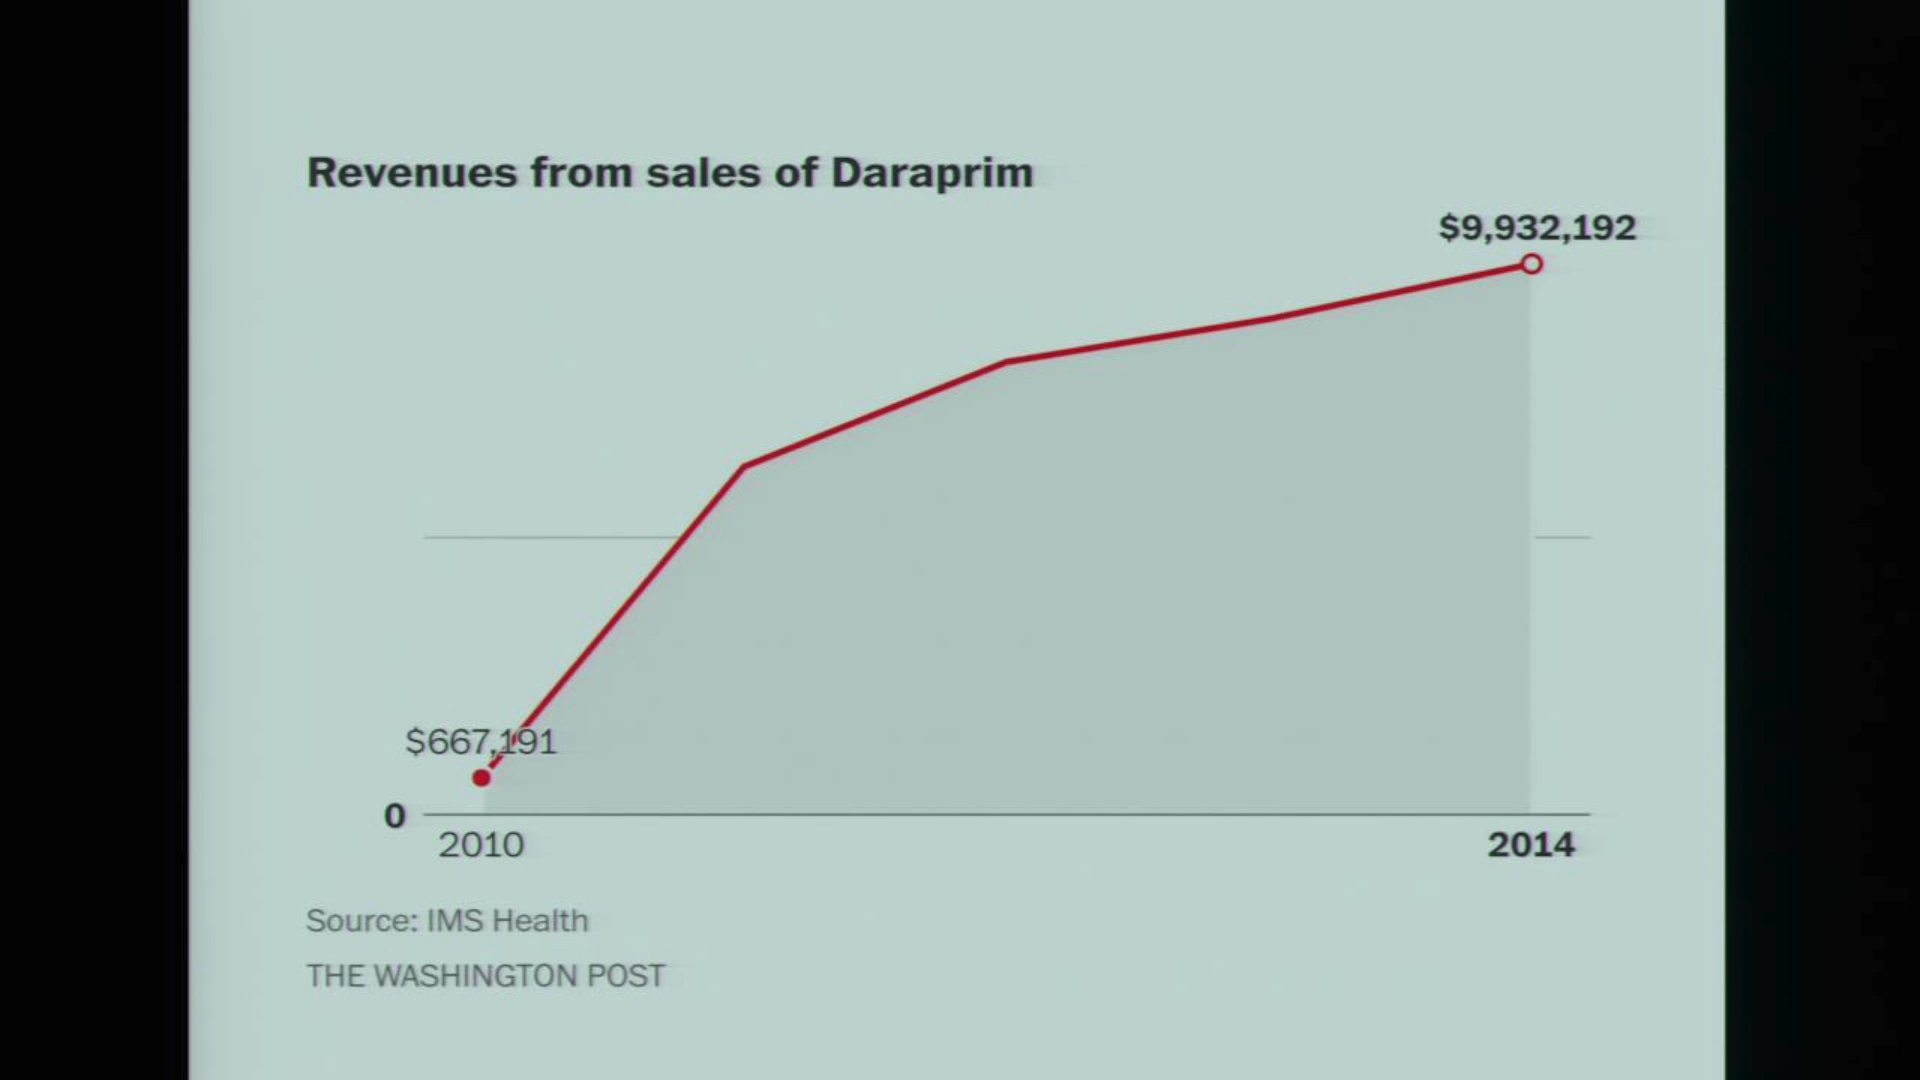 Revenues from sales of Daraprim
$9,932,192
$667,191
0
2010
2014
Source: IMS Health
THE WASHINGTON POST